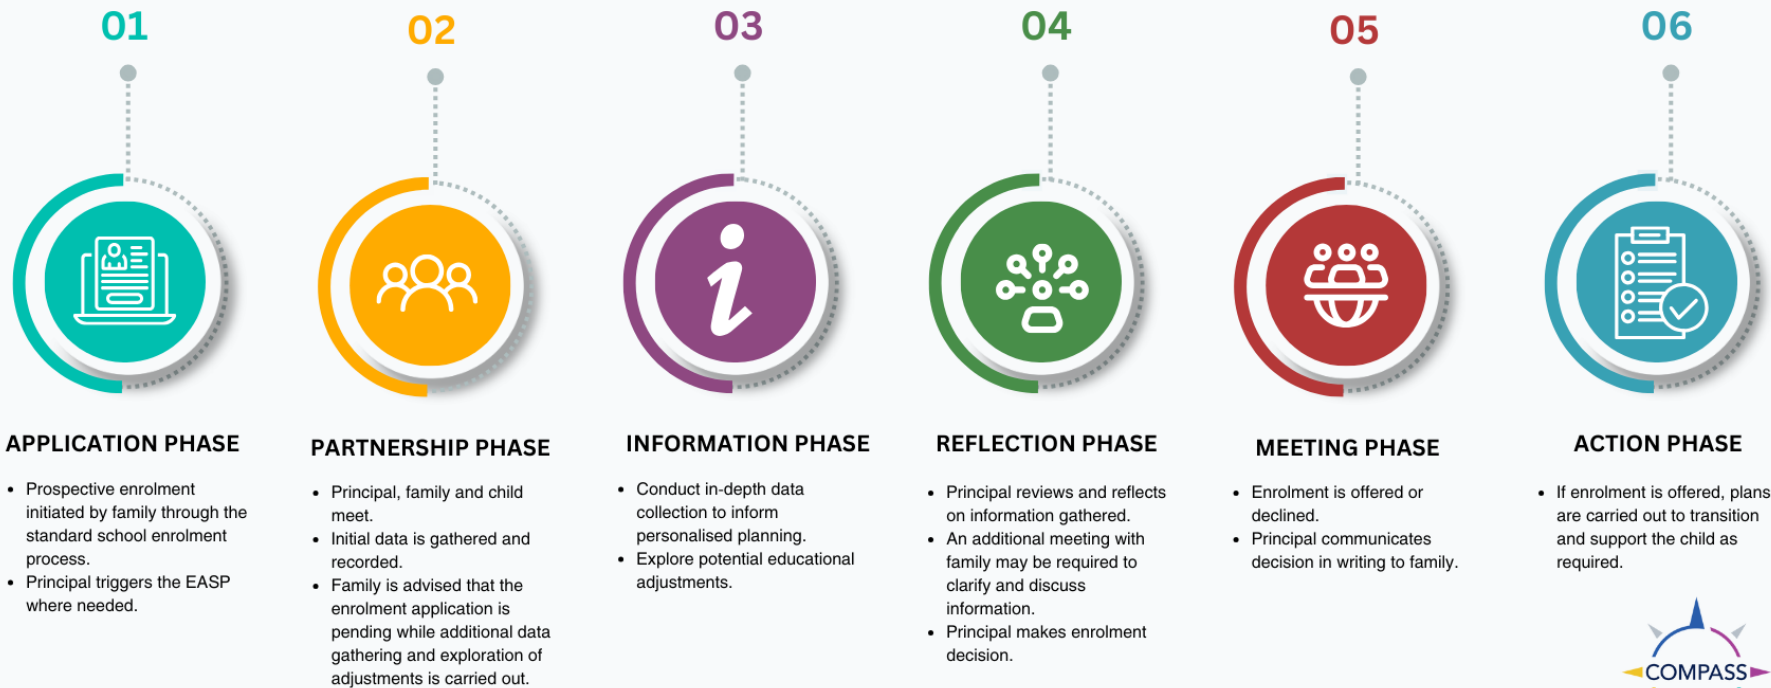 01
02
03
04
05
06
APPLICATION PHASE
• Prospective enrolment
initiated by family through the
standard school enrolment
process.
• Principal triggers the EASP
where needed.
PARTNERSHIP PHASE
• Principal, family and child
meet.
• Initial data is gathered and
recorded.
• Family is advised that the
enrolment application is
pending while additional data
gathering and exploration of
adjustments is carried out.
INFORMATION PHASE
• Conduct in-depth data
collection to inform
personalised planning.
• Explore potential educational
adjustments.
REFLECTION PHASE
• Principal reviews and reflects
on information gathered.
• An additional meeting with
family may be required to
clarify and discuss
information.
• Principal makes enrolment
decision.
MEETING PHASE
• Enrolment is offered or
declined.
• Principal communicates
decision in writing to family.
ACTION PHASE
• If enrolment is offered, plans
are carried out to transition
and support the child as
required.
COMPASS